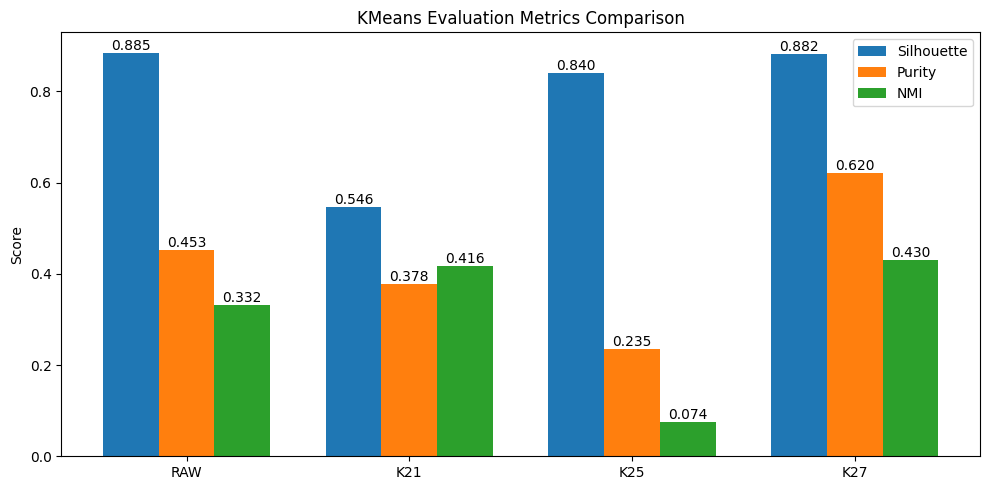 KMeans Evaluation Metrics Comparison
Silhouette
Purity
NMI
Score
0.8
0.6
0.4
0.2
0.0
0.885
0.453
0.332
0.546
0.378
0.416
0.840
0.235
0.074
0.882
0.620
0.430
RAW
K21
K25
K27